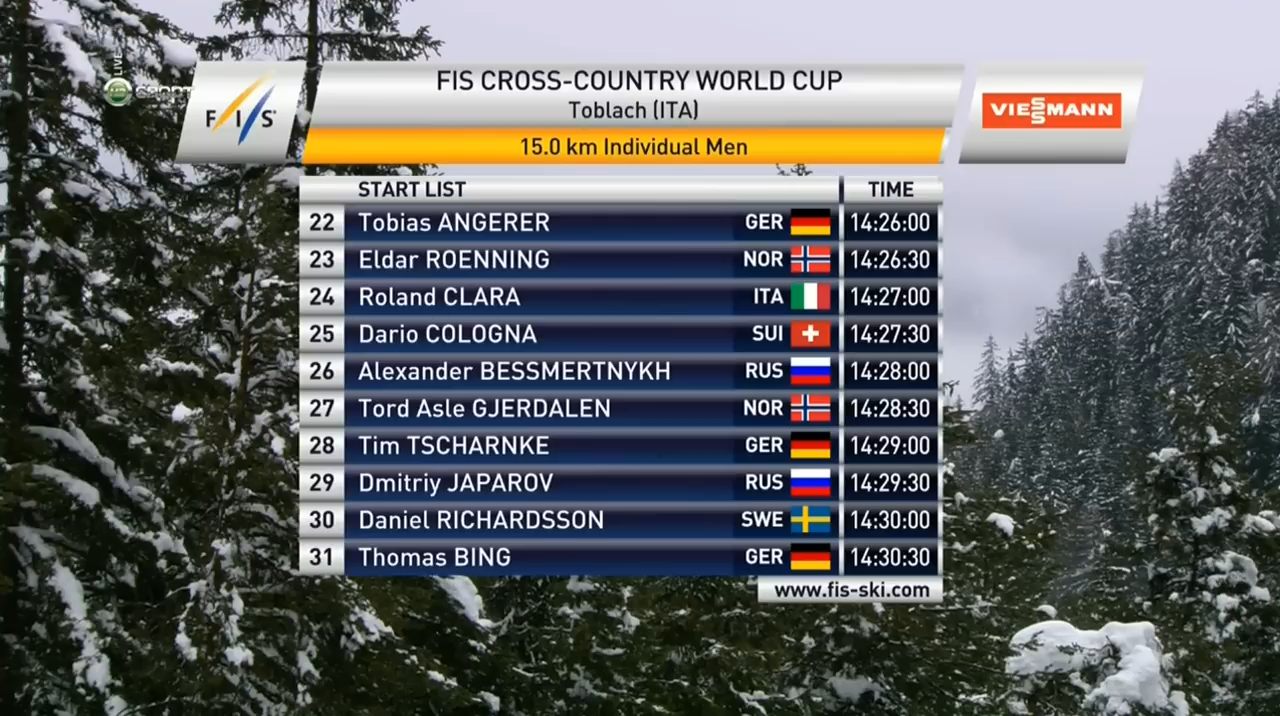 LIVE
FIS CROSS-COUNTRY WORLD CUP
Toblach (ITA)
15.0 km Individual Men
FIS
VIESSMANN
START LIST TIME
22 Tobias ANGERER GER 14:26:00
23 Eldar ROENNING NOR 14:26:30
24 Roland CLARA ITA 14:27:00
25 Dario COLOGNA SUI 14:27:30
26 Alexander BESSMERTNYKH RUS 14:28:00
27 Tord Asle GJERDALEN NOR 14:28:30
28 Tim TSCHARNKE GER 14:29:00
29 Dmitriy JAPAROV RUS 14:29:30
30 Daniel RICHARDSSON SWE 14:30:00
31 Thomas BING GER 14:30:30
www.fis-ski.com